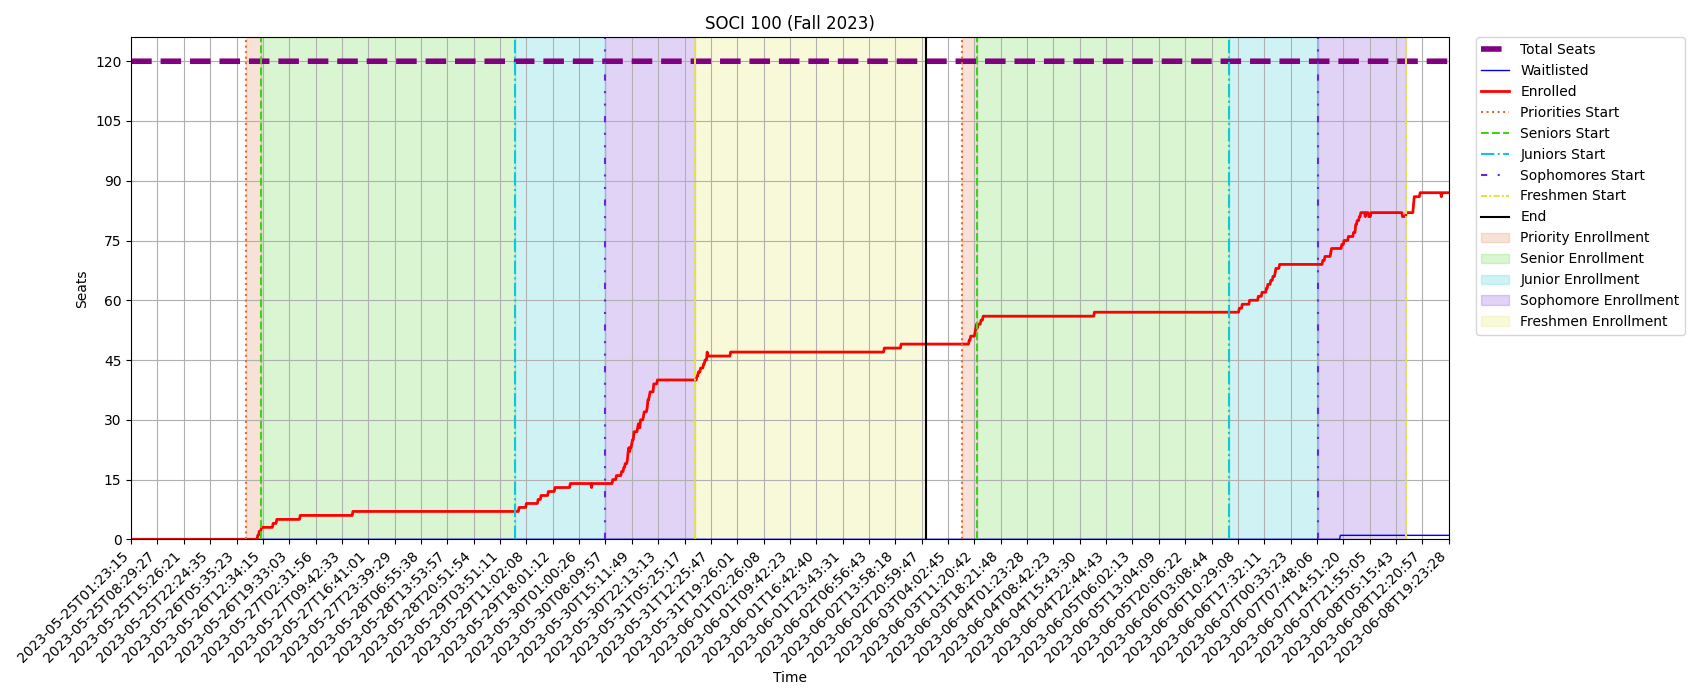 SOCI 100 (Fall 2023)
120
105
90
75
60
45
30
15
0
Seats
2023-05-25T01:23:15
2023-05-25T08:29:27
2023-05-25T15:26:21
2023-05-25T22:24:35
2023-05-26T05:35:23
2023-05-26T12:34:15
2023-05-26T19:33:03
2023-05-27T02:31:56
2023-05-27T09:42:33
2023-05-27T16:41:01
2023-05-27T23:39:29
2023-05-28T06:55:38
2023-05-28T13:53:57
2023-05-28T20:51:54
2023-05-29T03:51:11
2023-05-29T11:02:08
2023-05-29T18:01:12
2023-05-30T01:00:26
2023-05-30T08:09:57
2023-05-30T15:11:49
2023-05-30T22:13:13
2023-05-31T05:25:17
2023-05-31T12:25:47
2023-05-31T19:26:01
2023-06-01T02:26:08
2023-06-01T09:42:23
2023-06-01T16:42:40
2023-06-01T23:43:31
2023-06-02T06:56:43
2023-06-02T13:58:18
2023-06-02T20:59:47
2023-06-03T04:02:45
2023-06-03T11:20:42
2023-06-03T18:21:48
2023-06-04T01:23:28
2023-06-04T08:42:23
2023-06-04T15:43:30
2023-06-04T22:44:43
2023-06-05T06:02:13
2023-06-05T13:04:09
2023-06-05T20:06:22
2023-06-06T03:08:44
2023-06-06T10:29:08
2023-06-06T17:32:11
2023-06-07T00:33:23
2023-06-07T07:48:06
2023-06-07T14:51:20
2023-06-07T21:55:05
2023-06-08T05:15:43
2023-06-08T12:20:57
2023-06-08T19:23:28
Time
Total Seats
Waitlisted
Enrolled
Priorities Start
Seniors Start
Juniors Start
Sophomores Start
Freshmen Start
End
Priority Enrollment
Senior Enrollment
Junior Enrollment
Sophomore Enrollment
Freshmen Enrollment